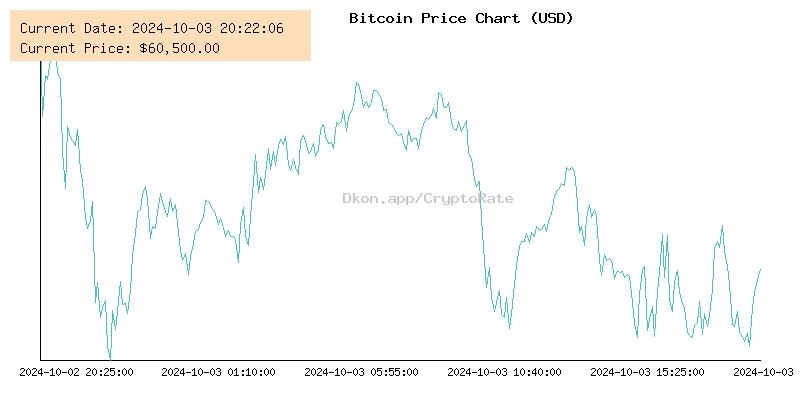 Bitcoin Price Chart (USD)
Current Date: 2024-10-03 20:22:06
Current Price: $60,500.00
Dkon.app/CryptoRate
2024-10-02 20:25:00 2024-10-03 01:10:00 2024-10-03 05:55:00 2024-10-03 10:40:00 2024-10-03 15:25:00 2024-10-03